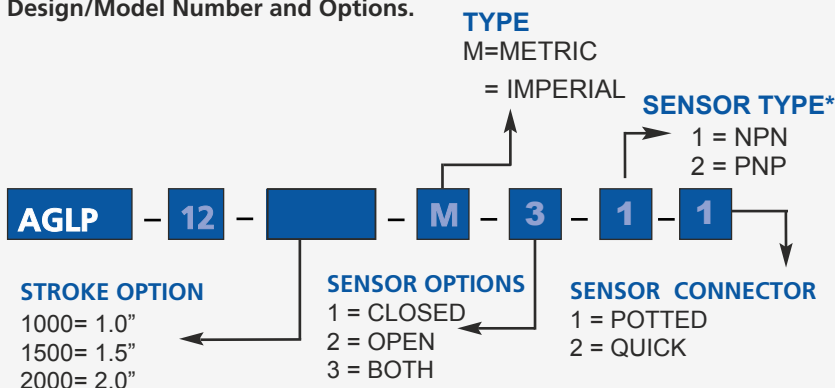 Design/Model Number and Options.
TYPE
M=METRIC
= IMPERIAL
SENSOR TYPE*
1 = NPN
2 = PNP
AGLP – 12 – – M – 3 – 1 – 1
STROKE OPTION
1000= 1.0”
1500= 1.5”
2000= 2.0”
SENSOR OPTIONS
1 = CLOSED
2 = OPEN
3 = BOTH
SENSOR CONNECTOR
1 = POTTED
2 = QUICK